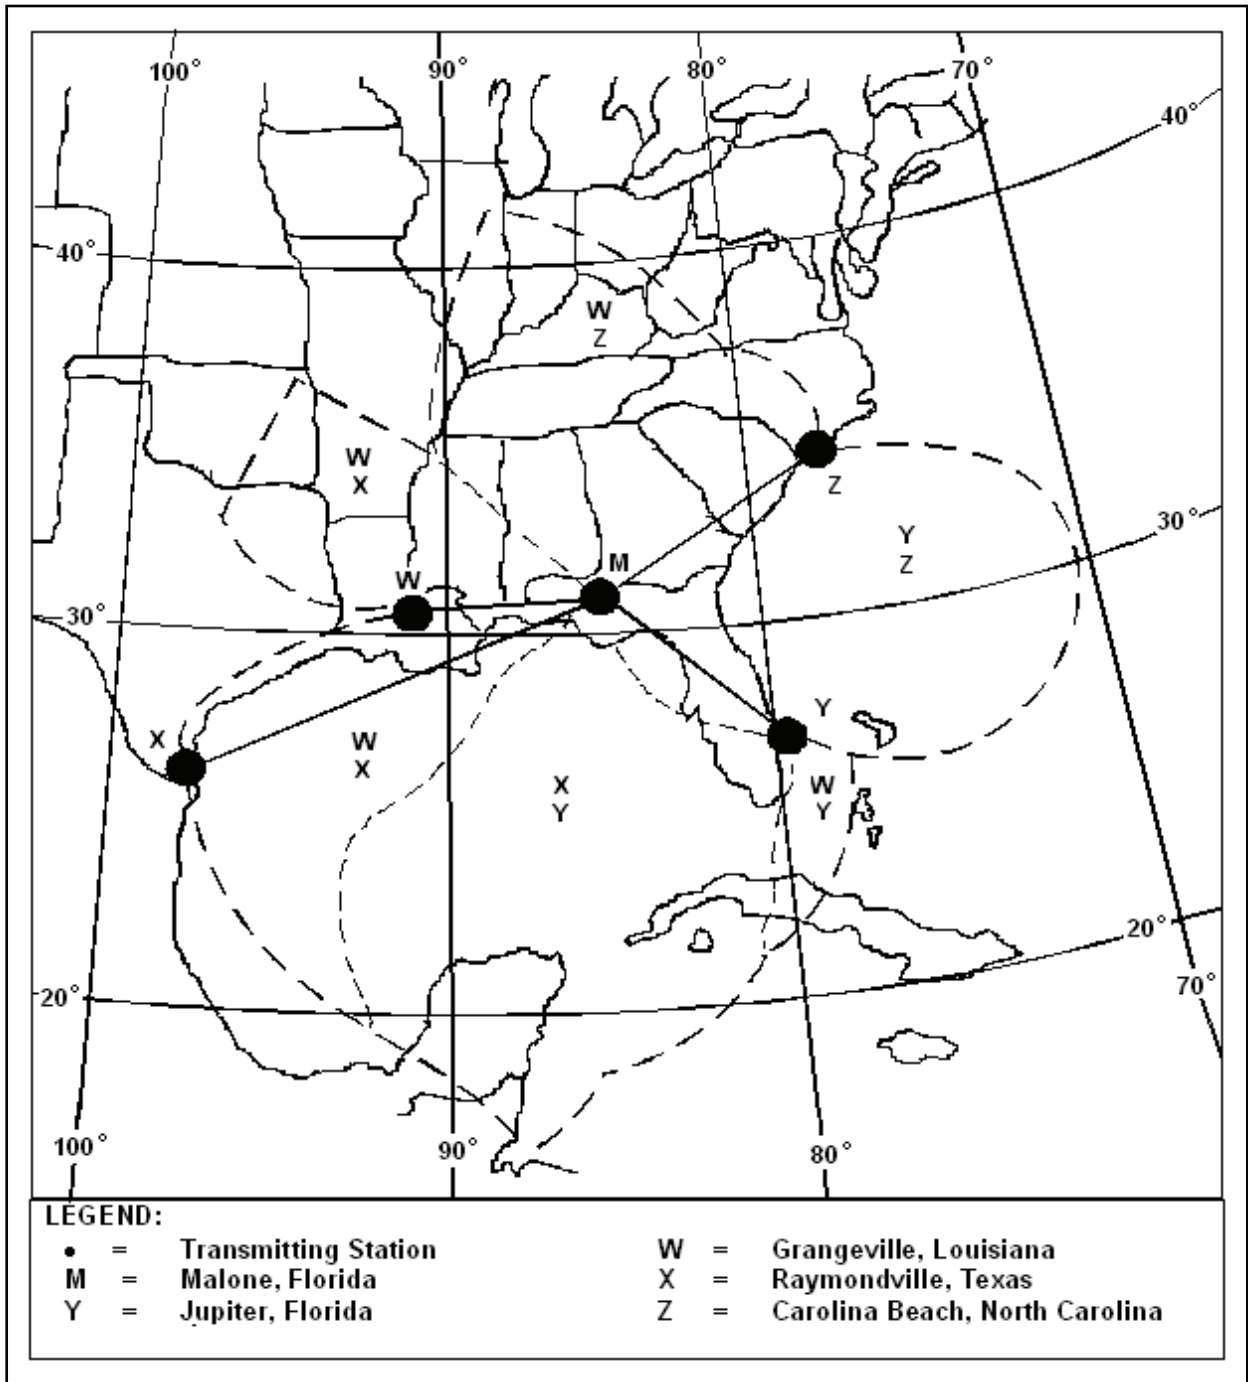 100° 90° 80° 70°
40°
40°
W
Z
W
X
Z
Y
Z
30°
M
W
30°
Y
X
W
X
X
Y
W
Y
20°
20°
70°
100° 90° 80°
LEGEND:
• = Transmitting Station W = Grangeville, Louisiana
M = Malone, Florida X = Raymondville, Texas
Y = Jupiter, Florida Z = Carolina Beach, North Carolina